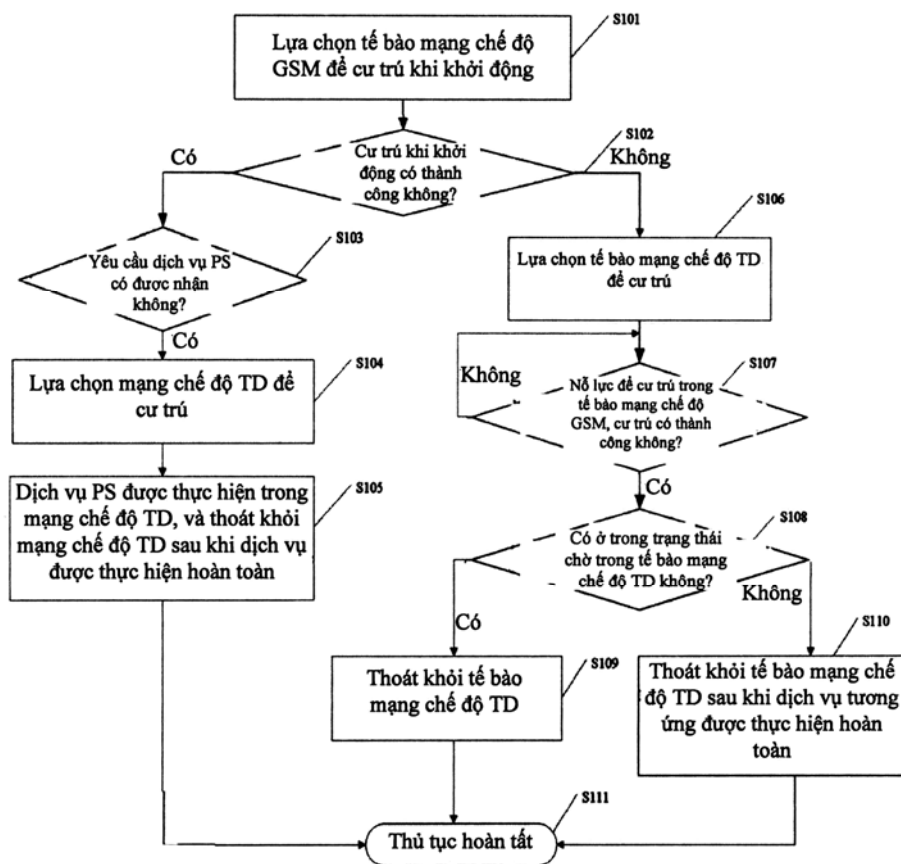 S101
Lựa chọn tế bào mạng chế độ
GSM để cư trú khi khởi động
S102
Có
Cư trú khi khởi
động có thành
công không?
Không
S103
Yêu cầu dịch vụ PS
có được nhận
không?
Có
S106
Lựa chọn tế bào mạng chế độ TD
để cư trú
S104
Lựa chọn mạng chế độ TD để
cư trú
S107
Không
Nỗ lực để cư trú trong
tế bào mạng chế độ
GSM, cư trú có thành
công không?
Có
S105
Dịch vụ PS được thực hiện trong
mạng chế độ TD, và thoát khỏi
mạng chế độ TD sau khi dịch vụ
được thực hiện hoàn toàn
S108
Có ở trong trạng thái
chờ trong tế bào mạng
chế độ TD không?
Có
Không
S109
Thoát khỏi tế bào
mạng chế độ TD
S110
Thoát khỏi tế bào mạng chế
độ TD sau khi dịch vụ tương
ứng được thực hiện hoàn
toàn
S111
Thủ tục hoàn tất